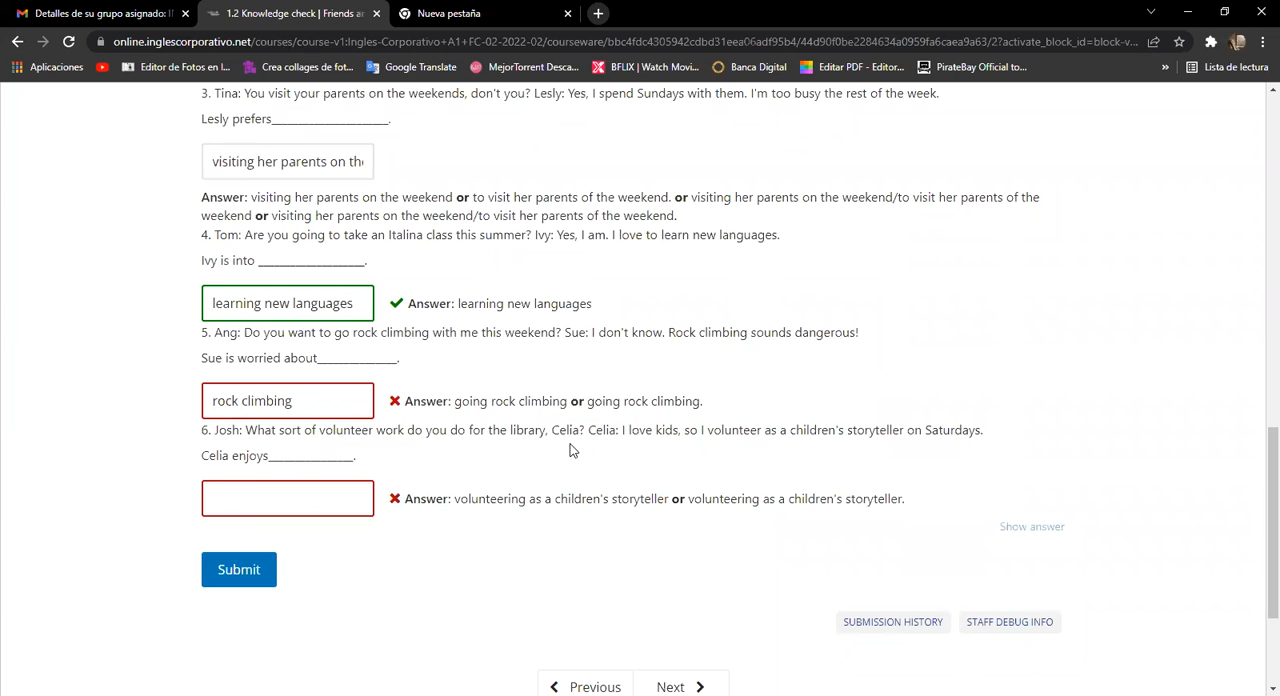 Detalles de su grupo asignado: 1
1.2 Knowledge check | Friends ar
Nueva pestaña
online.inglescorporativo.net/courses/course-v1:Ingles-Corporativo+A1+FC-02-2022-02/courseware/bbc4fdc4305942cdbd31eea06adf95b4/44d90f0be2284634a0959fa6caea9a63/2?activate_block_id=block-v...
Aplicaciones
Editor de Fotos en l...
Crea collages de fot...
Google Translate
MejorTorrent Desca...
BFLIX | Watch Movi...
Banca Digital
Editar PDF - Editor...
PirateBay Official to...
»
Lista de lectura
3. Tina: You visit your parents on the weekends, don't you? Lesly: Yes, I spend Sundays with them. I'm too busy the rest of the week.
Lesly prefers__________________.
visiting her parents on the
Answer: visiting her parents on the weekend or to visit her parents of the weekend. or visiting her parents on the weekend/to visit her parents of the
weekend or visiting her parents on the weekend/to visit her parents of the weekend.
4. Tom: Are you going to take an Italina class this summer? Ivy: Yes, I am. I love to learn new languages.
Ivy is into ________________.
learning new languages
Answer: learning new languages
5. Ang: Do you want to go rock climbing with me this weekend? Sue: I don't know. Rock climbing sounds dangerous!
Sue is worried about____________.
rock climbing
Answer: going rock climbing or going rock climbing.
6. Josh: What sort of volunteer work do you do for the library, Celia? Celia: I love kids, so I volunteer as a children's storyteller on Saturdays.
Celia enjoys_____________.
Answer: volunteering as a children's storyteller or volunteering as a children's storyteller.
Show answer
Submit
SUBMISSION HISTORY
STAFF DEBUG INFO
Previous
Next